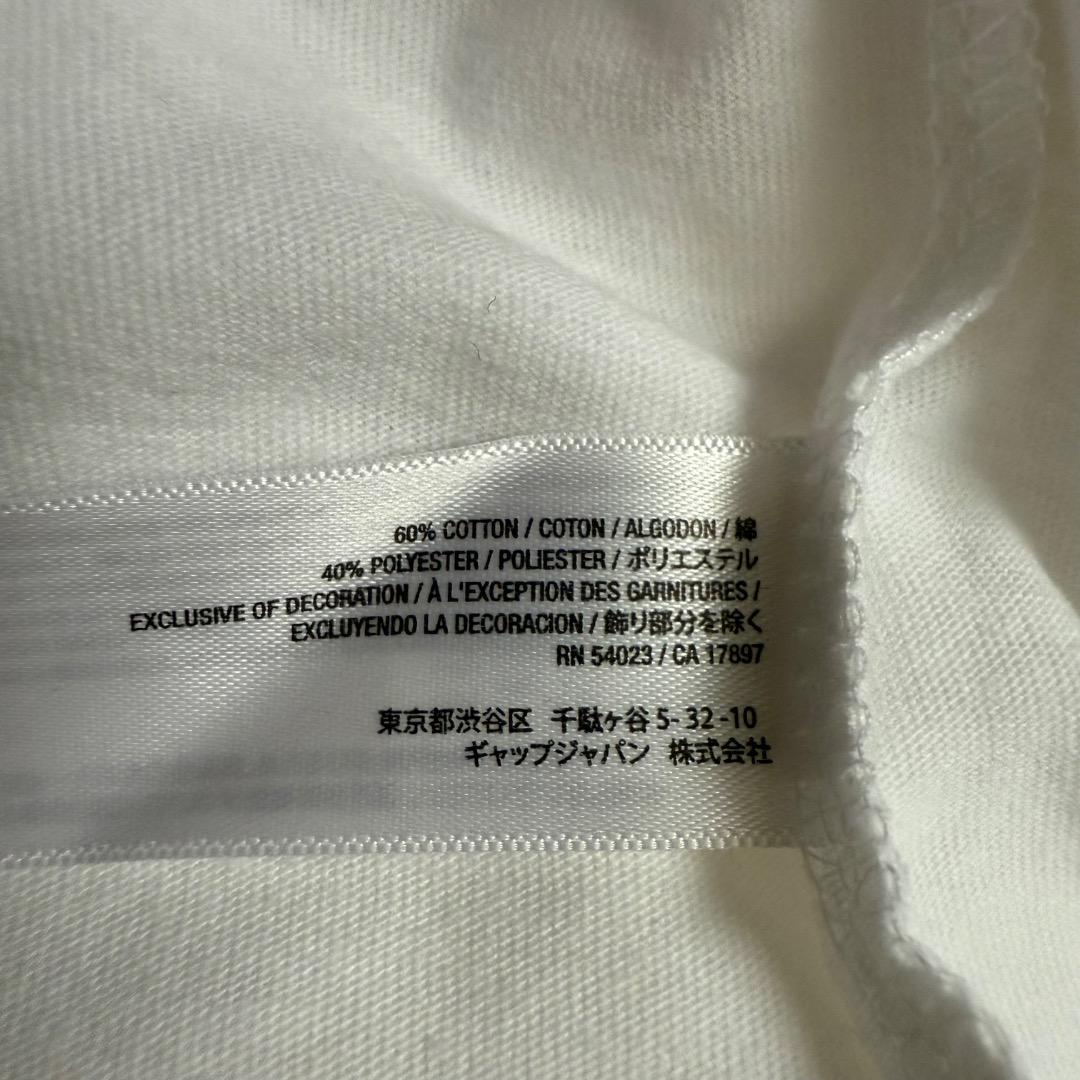 60% COTTON / COTON / ALGODON / 綿
40% POLYESTER / POLIESTER / ポリエステル
EXCLUSIVE OF DECORATION / À L'EXCEPTION DES GARNITURES /
EXCLUYENDO LA DECORACION / 飾り部分を除く
RN 54023 / CA 17897
東京都渋谷区 千駄ヶ谷 5-32-10
ギャップジャパン 株式会社